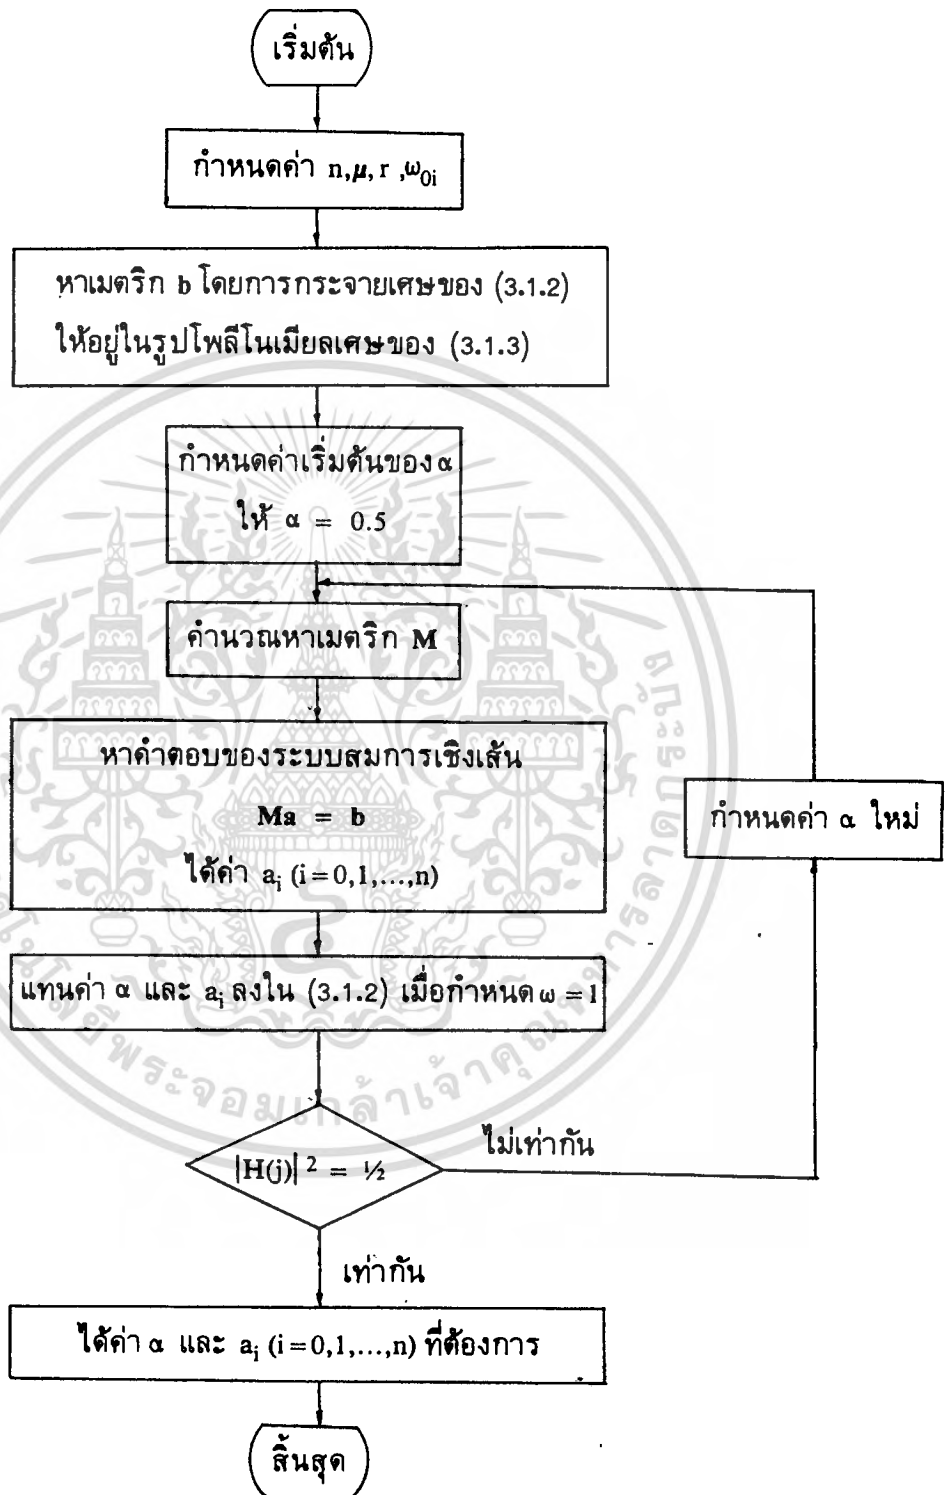 เริ่มต้น
กำหนดค่า n,μ, r ,ω₀ᵢ
หาเมตริก b โดยการกระจายเศษของ (3.1.2)
ให้อยู่ในรูปโพลีโนเมียลเศษของ (3.1.3)
กำหนดค่าเริ่มต้นของ α
ให้ α = 0.5
คำนวณหาเมตริก M
หาคำตอบของระบบสมการเชิงเส้น
Ma = b
ได้ค่า aᵢ (i=0,1,...,n)
กำหนดค่า α ใหม่
แทนค่า α และ aᵢ ลงใน (3.1.2) เมื่อกำหนด ω = 1
|H(j)|² = ½
ไม่เท่ากัน
เท่ากัน
ได้ค่า α และ aᵢ (i=0,1,...,n) ที่ต้องการ
สิ้นสุด